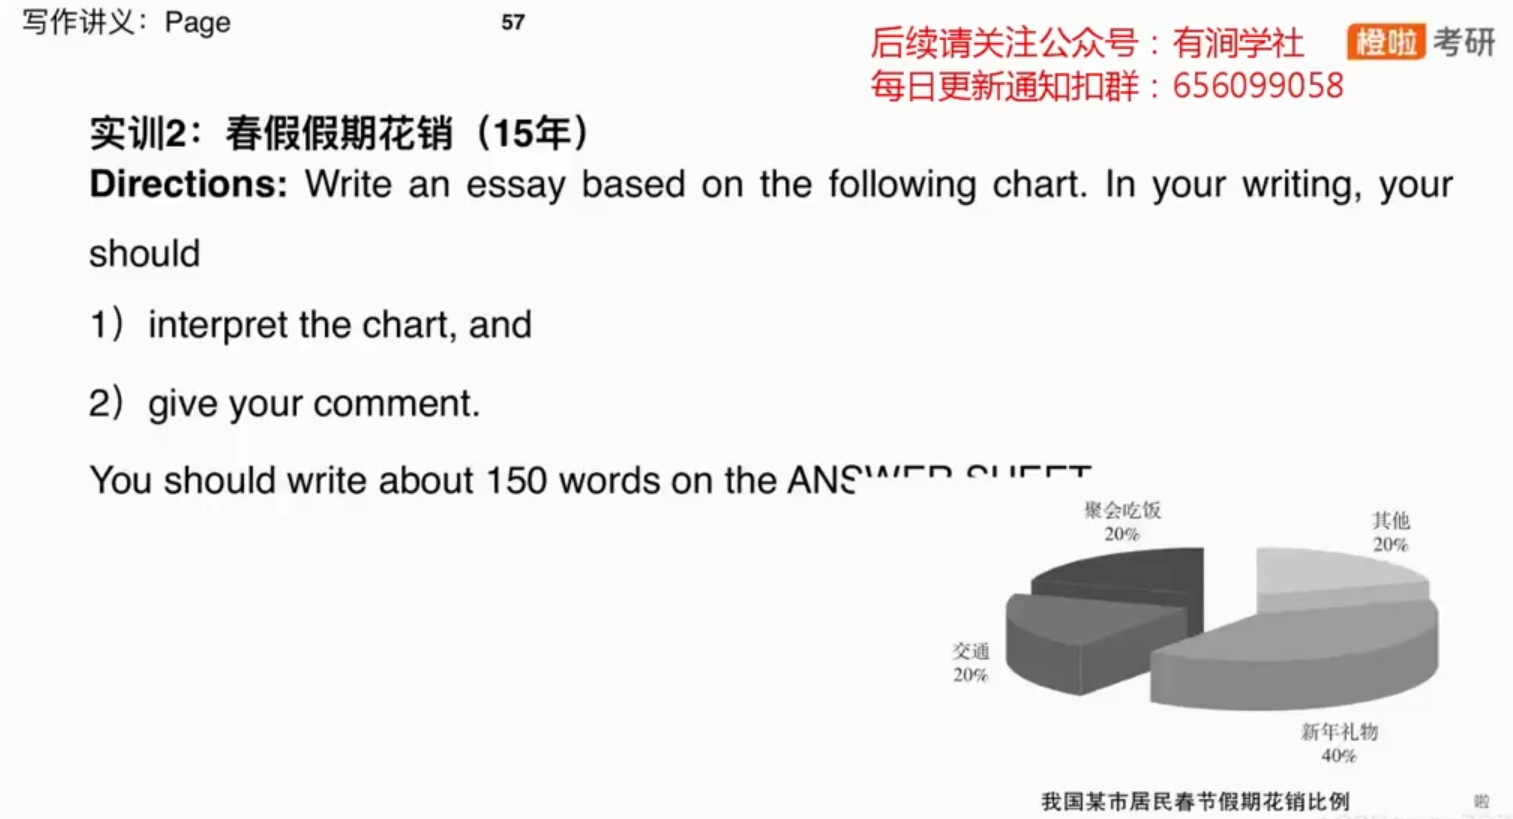 写作讲义：Page 57
后续请关注公众号：有涧学社
橙啦 考研
每日更新通知扣群：656099058
实训2：春假假期花销（15年）
Directions: Write an essay based on the following chart. In your writing, your
should
1）interpret the chart, and
2）give your comment.
You should write about 150 words on the ANSWER SHEET
聚会吃饭
20%
其他
20%
交通
20%
新年礼物
40%
我国某市居民春节假期花销比例
啦